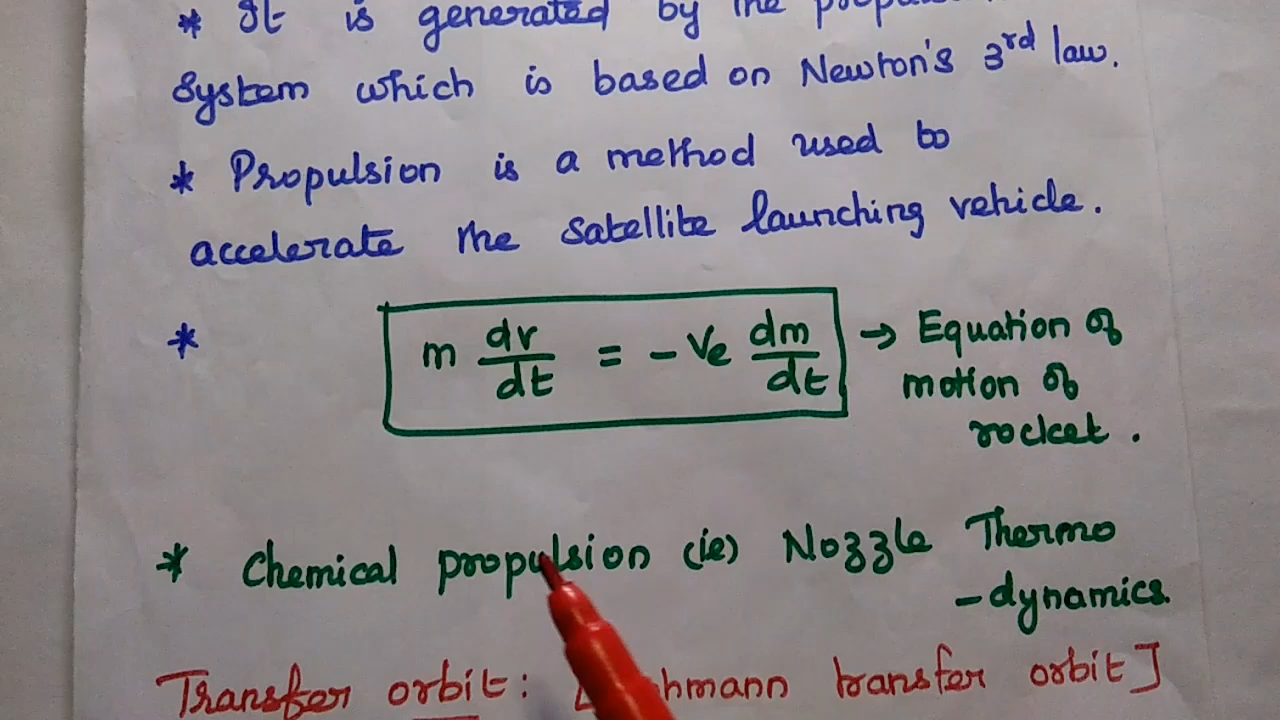 * It is generated by the
System which is based on Newton's 3rd law.
* Propulsion is a method used to
accelerate the satellite launching vehicle.
* m dv/dt = -Ve dm/dt → Equation of
motion of
rocket.
* Chemical propulsion (ie) Nozzle Thermo
-dynamics.
Transfer orbit: [ transfer orbit]